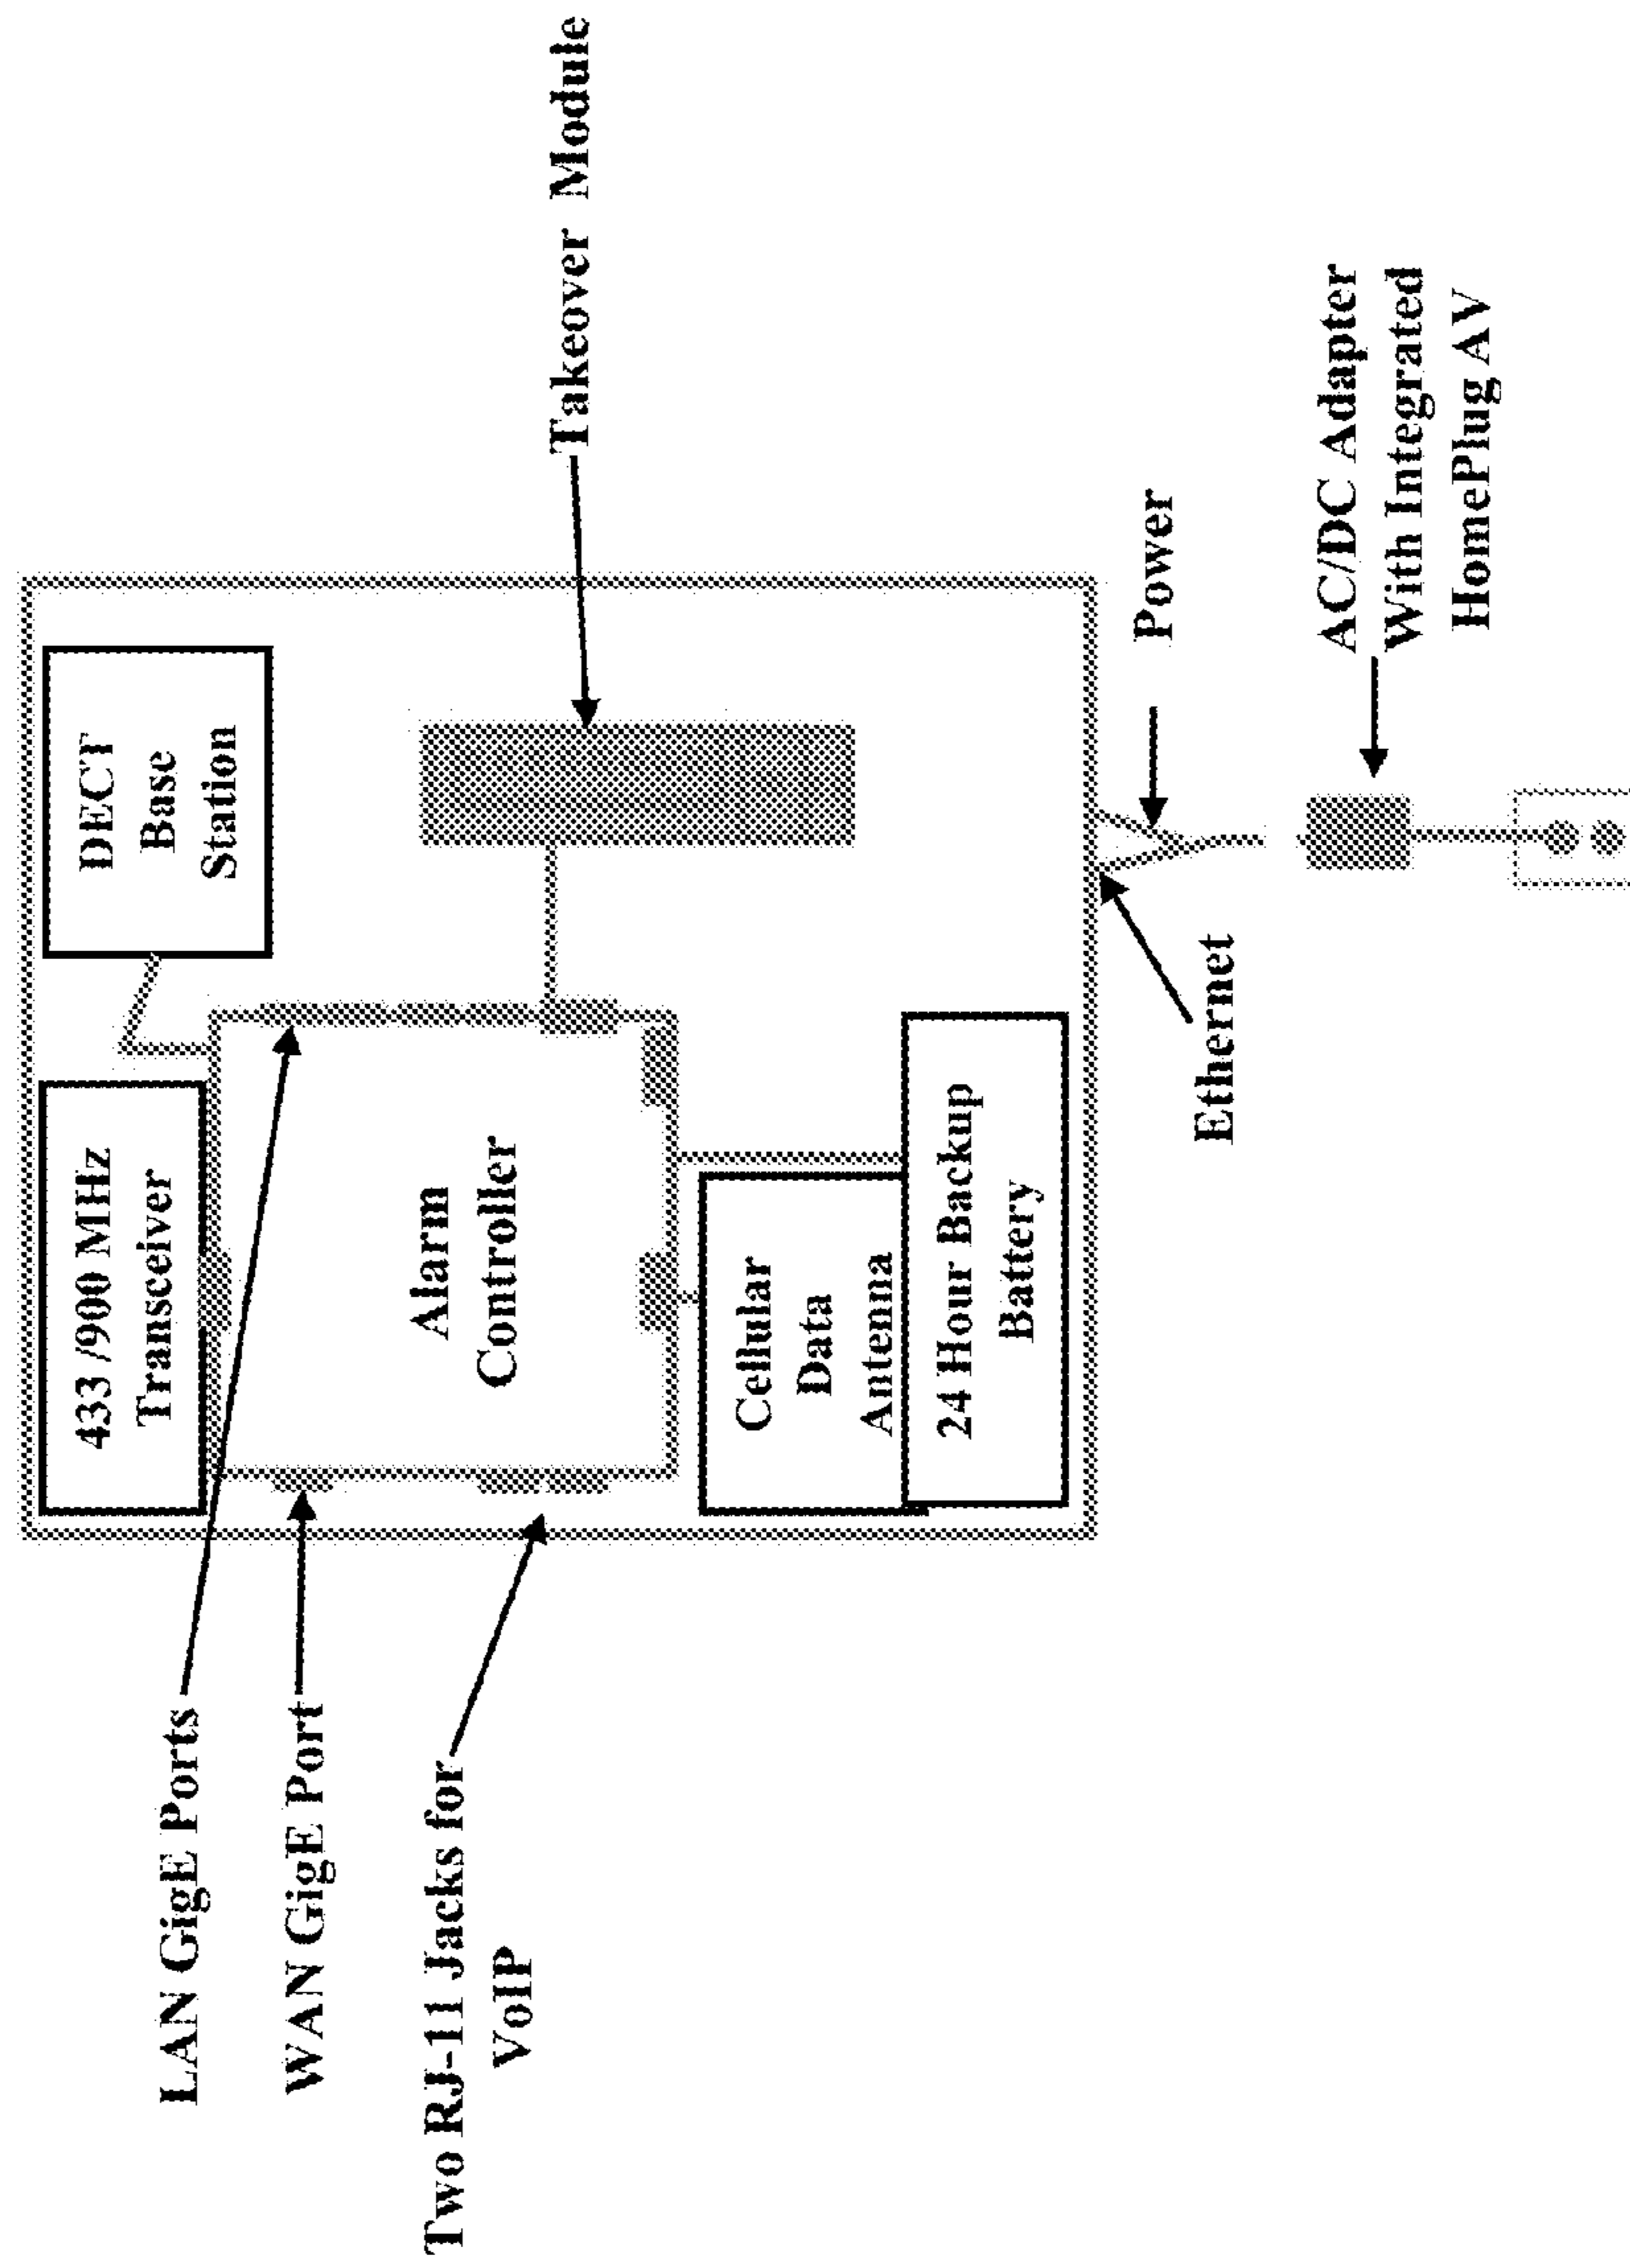 LAN GigE Ports
WAN GigE Port
Two RJ-11 Jacks for
VoIP
433 /900 MHz
Transceiver
DECT
Base
Station
Alarm
Controller
Takeover Module
Cellular
Data
Antenna
24 Hour Backup
Battery
Ethernet
Power
AC/DC Adapter
With Integrated
HomePlug AV